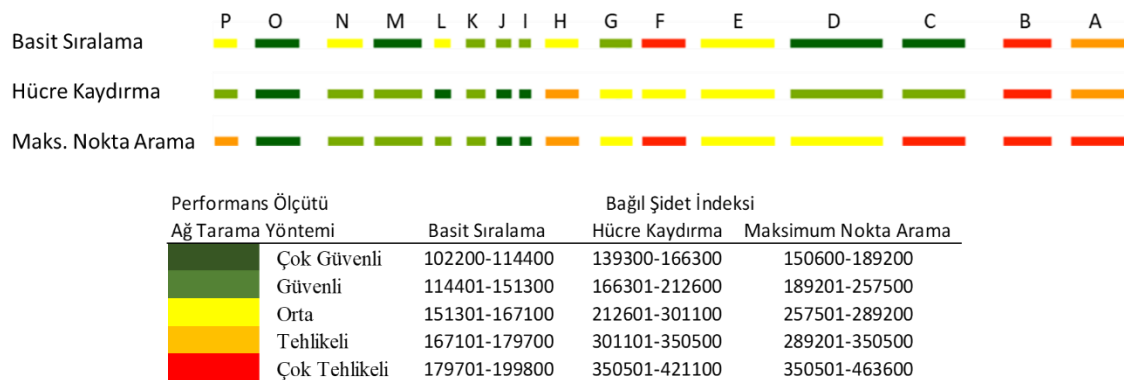 P O N M L K J I H G F E D C B A
Basit Sıralama
Hücre Kaydırma
Maks. Nokta Arama
Performans Ölçütü Bağıl Şidet İndeksi
Ağ Tarama Yöntemi Basit Sıralama Hücre Kaydırma Maksimum Nokta Arama
Çok Güvenli 102200-114400 139300-166300 150600-189200
Güvenli 114401-151300 166301-212600 189201-257500
Orta 151301-167100 212601-301100 257501-289200
Tehlikeli 167101-179700 301101-350500 289201-350500
Çok Tehlikeli 179701-199800 350501-421100 350501-463600